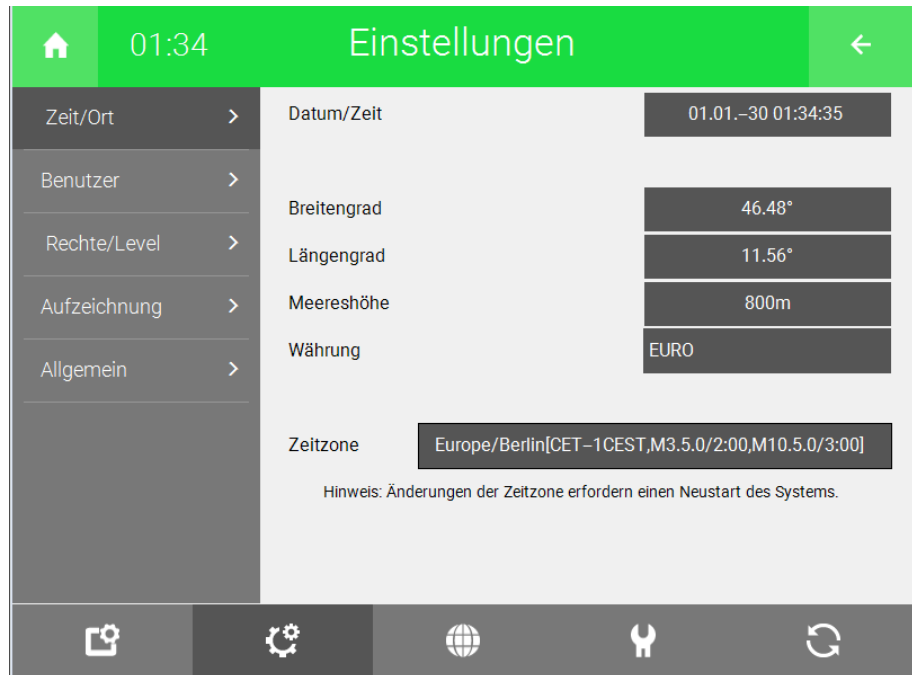 01:34 Einstellungen
Zeit/Ort
Benutzer
Rechte/Level
Aufzeichnung
Allgemein
Datum/Zeit 01.01.–30 01:34:35
Breitengrad 46.48°
Längengrad 11.56°
Meereshöhe 800m
Währung EURO
Zeitzone Europe/Berlin[CET–1CEST,M3.5.0/2:00,M10.5.0/3:00]
Hinweis: Änderungen der Zeitzone erfordern einen Neustart des Systems.